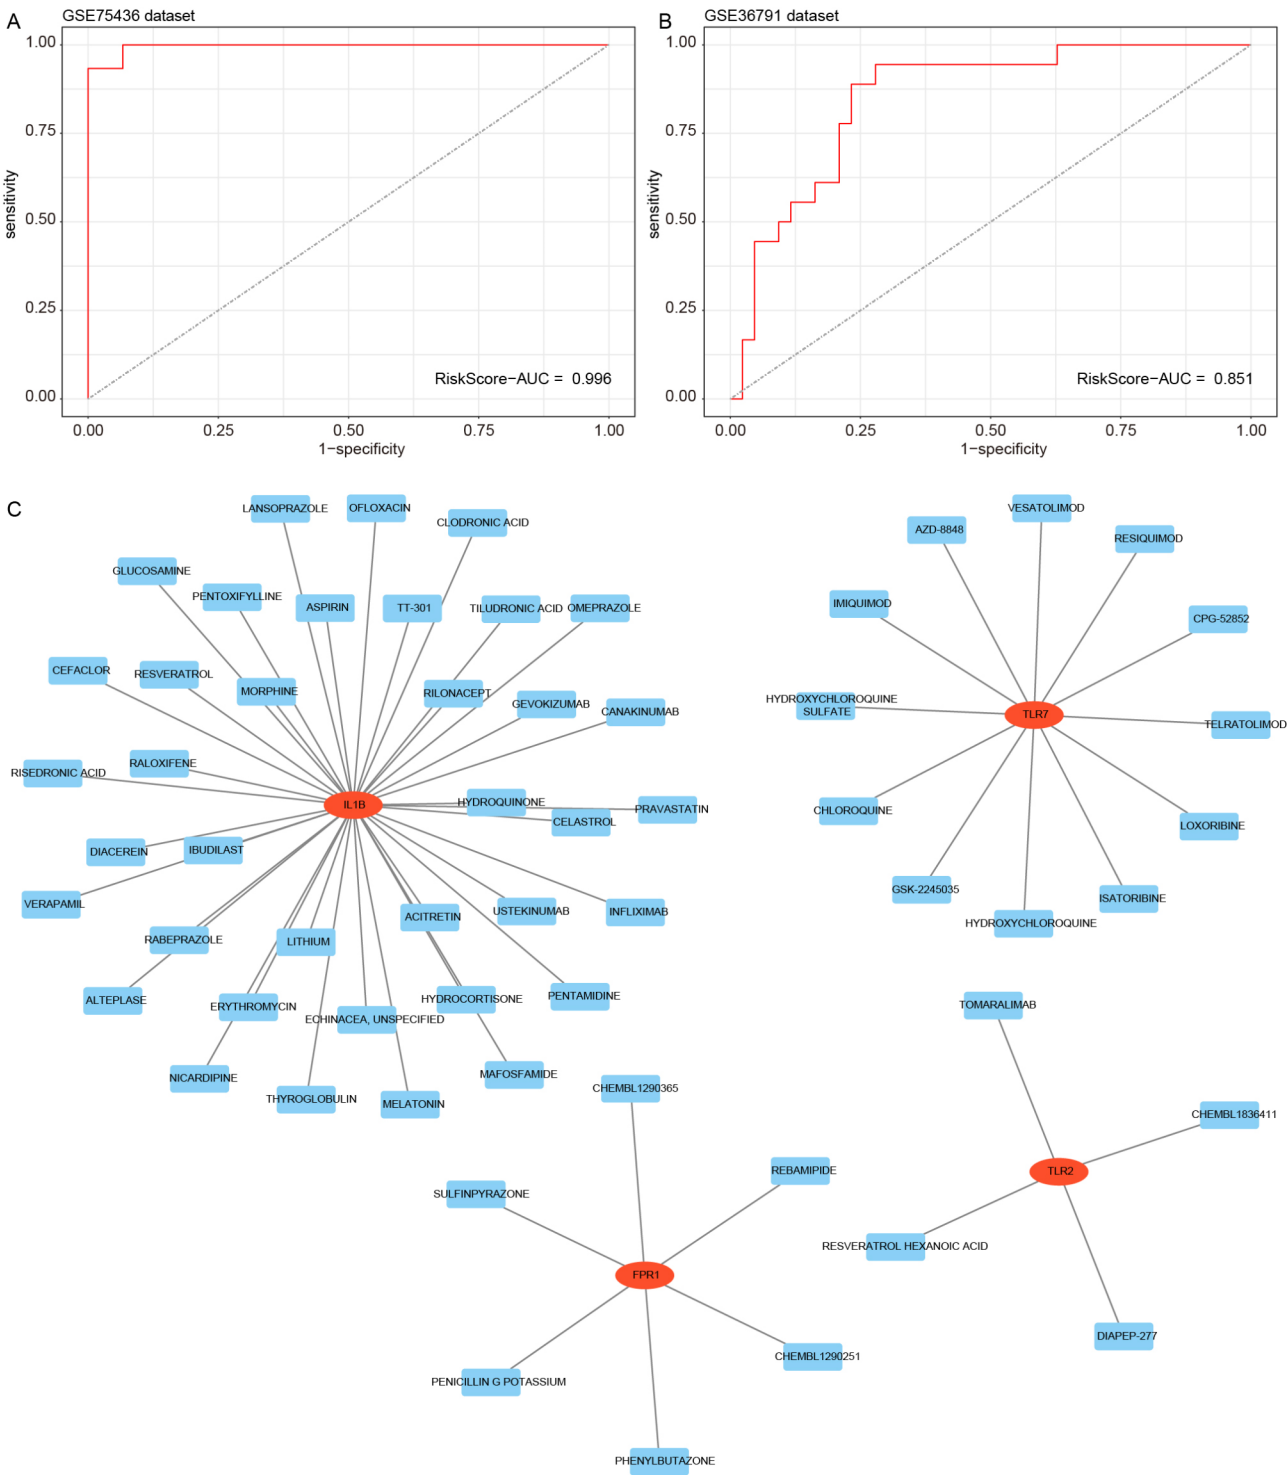 A
GSE75436 dataset
1.00
0.75
0.50
0.25
0.00
sensitivity
RiskScore−AUC = 0.996
0.00
0.25
0.50
0.75
1.00
1−specificity
B
GSE36791 dataset
1.00
0.75
0.50
0.25
0.00
sensitivity
RiskScore−AUC = 0.851
0.00
0.25
0.50
0.75
1.00
1−specificity
C
LANSOPRAZOLE
OFLOXACIN
CLODRONIC ACID
GLUCOSAMINE
PENTOXIFYLLINE
ASPIRIN
TT-301
TILUDRONIC ACID
OMEPRAZOLE
CEFACLOR
RESVERATROL
MORPHINE
RILONACEPT
GEVOKIZUMAB
CANAKINUMAB
RISEDRONIC ACID
RALOXIFENE
IL1B
HYDROQUINONE
PRAVASTATIN
CELASTROL
DIACEREIN
IBUDILAST
VERAPAMIL
ACITRETIN
USTEKINUMAB
INFLIXIMAB
RABEPRAZOLE
LITHIUM
ALTEPLASE
ERYTHROMYCIN
ECHINACEA, UNSPECIFIED
HYDROCORTISONE
PENTAMIDINE
NICARDIPINE
THYROGLOBULIN
MELATONIN
MAFOSFAMIDE
VESATOLIMOD
AZD-8848
RESIQUIMOD
IMIQUIMOD
CPG-52852
HYDROXYCHLOROQUINE
SULFATE
TLR7
TELRATOLIMOD
CHLOROQUINE
LOXORIBINE
GSK-2245035
HYDROXYCHLOROQUINE
ISATORIBINE
CHEMBL1290365
REBAMIPIDE
SULFINPYRAZONE
FPR1
CHEMBL1290251
PENICILLIN G POTASSIUM
PHENYLBUTAZONE
TOMARALIMAB
CHEMBL1836411
TLR2
RESVERATROL HEXANOIC ACID
DIAPEP-277